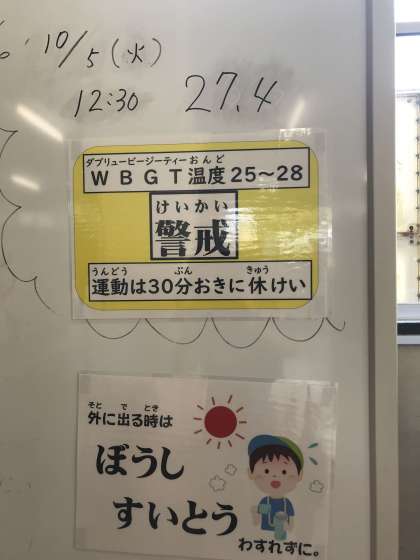 10/5(火)
12:30 27.4
ダブリュービージーティーおんど
WBGT温度25～28
けいかい
警戒
うんどう ぷん きゅう
運動は30分おきに休けい
そと で とき
外に出る時は
ぼうし
すいとう
わすれずに。